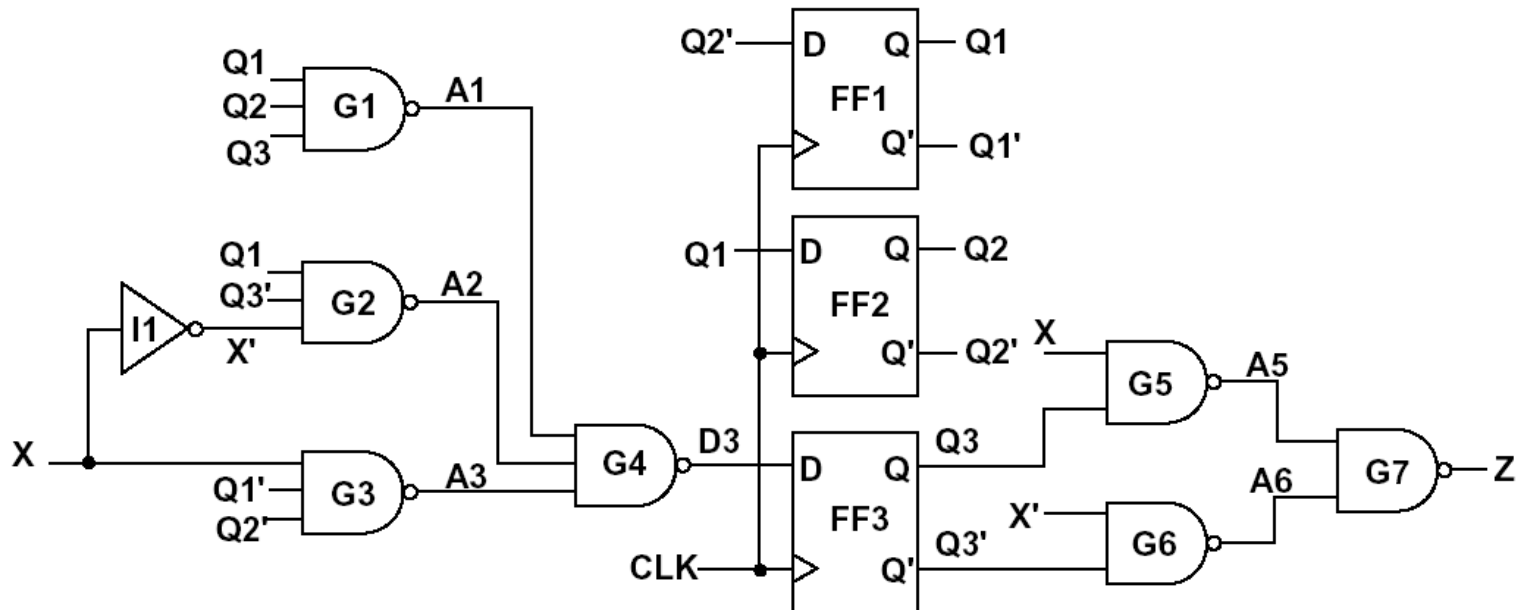 Q1
Q2
Q3
G1
A1
Q1
Q3'
G2
A2
I1
X'
X
Q1'
Q2'
G3
A3
G4
D3
Q2'
D
Q
Q1
FF1
Q'
Q1'
Q1
D
Q
Q2
FF2
Q'
Q2'
D
Q
Q3
FF3
CLK
Q'
Q3'
X
G5
A5
X'
G6
A6
G7
Z